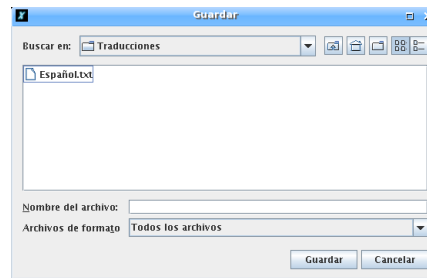 Guardar
Buscar en: Traducciones
Español.txt
Nombre del archivo:
Archivos de formato Todos los archivos
Guardar Cancelar